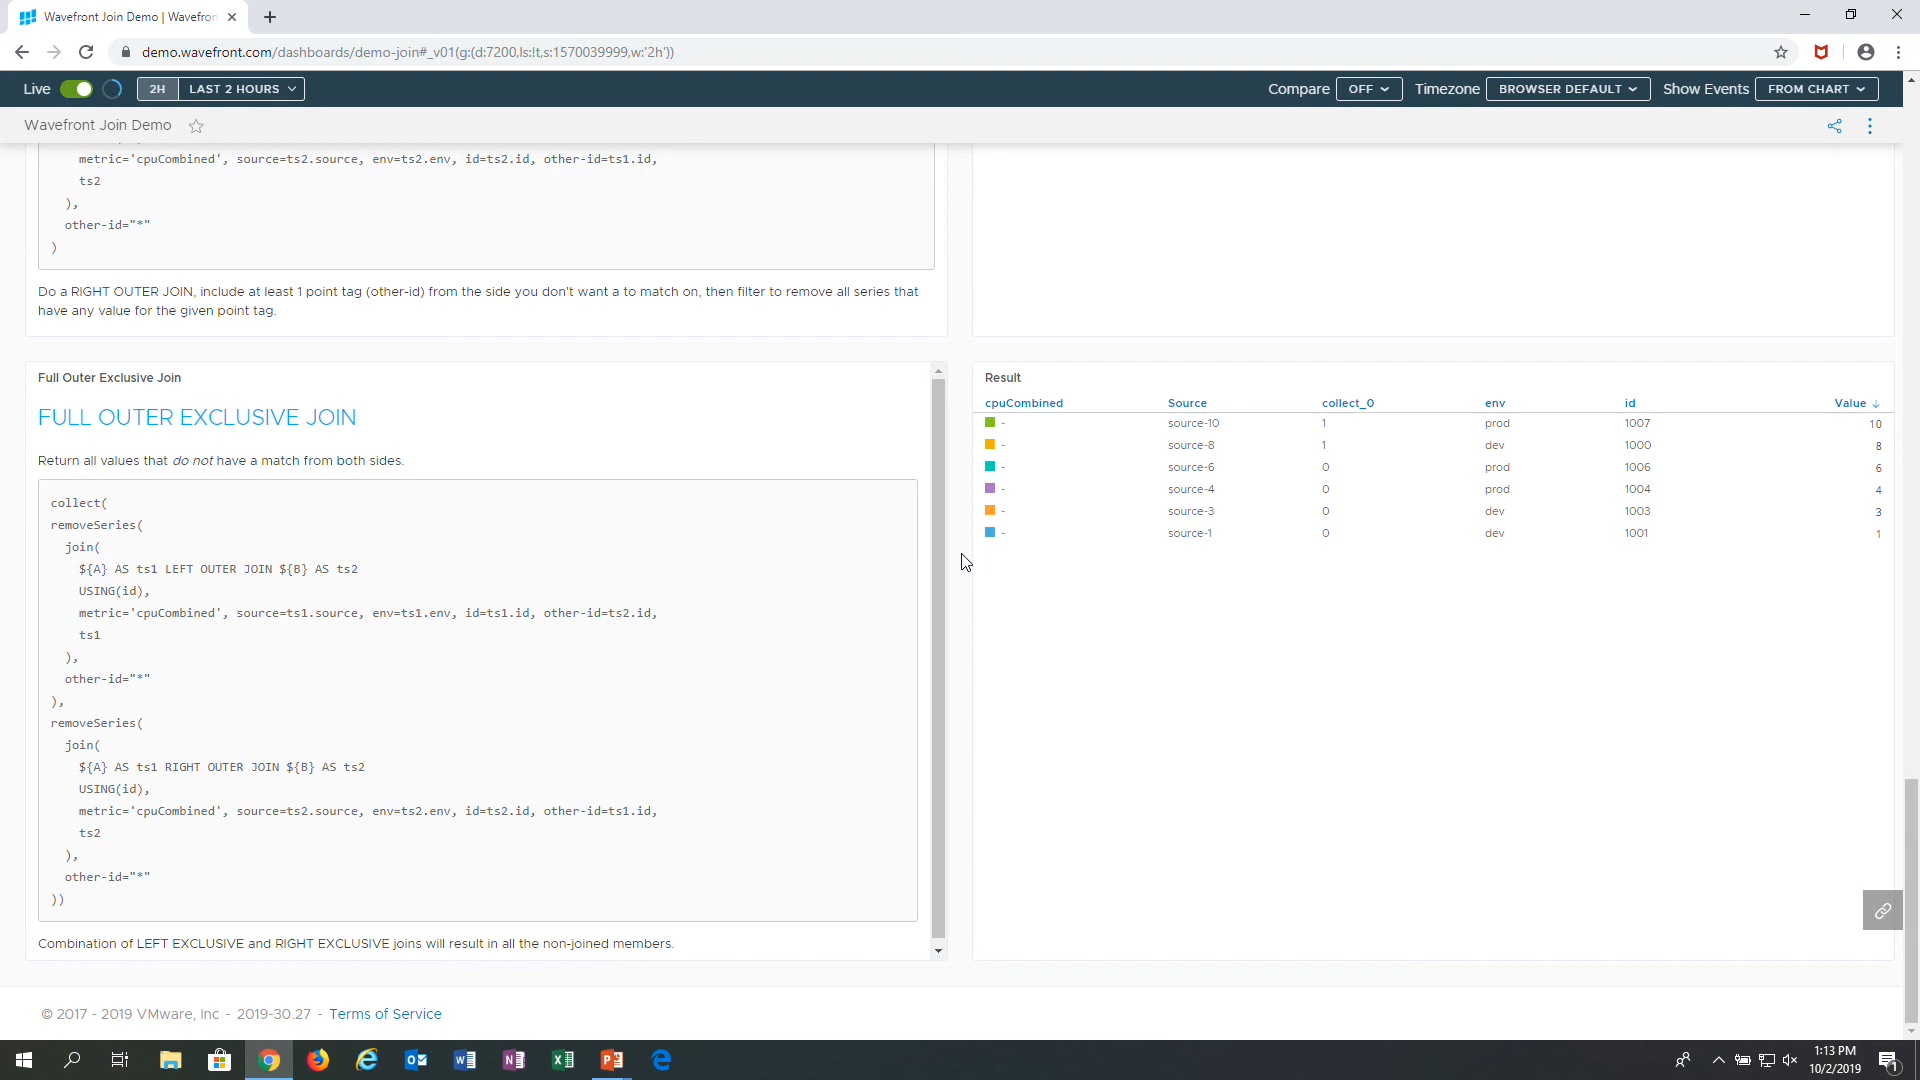 Wavefront Join Demo | Wavefron
demo.wavefront.com/dashboards/demo-join#_v01(g:(d:7200,ls:!t,s:1570039999,w:'2h'))
Live 2H LAST 2 HOURS Compare OFF Timezone BROWSER DEFAULT Show Events FROM CHART
Wavefront Join Demo
metric='cpuCombined', source=ts2.source, env=ts2.env, id=ts2.id, other-id=ts1.id,
ts2
),
other-id="*"
)
Do a RIGHT OUTER JOIN, include at least 1 point tag (other-id) from the side you don't want a to match on, then filter to remove all series that
have any value for the given point tag.
Full Outer Exclusive Join
FULL OUTER EXCLUSIVE JOIN
Return all values that do not have a match from both sides.
collect(
removeSeries(
join(
${A} AS ts1 LEFT OUTER JOIN ${B} AS ts2
USING(id),
metric='cpuCombined', source=ts1.source, env=ts1.env, id=ts1.id, other-id=ts2.id,
ts1
),
other-id="*"
),
removeSeries(
join(
${A} AS ts1 RIGHT OUTER JOIN ${B} AS ts2
USING(id),
metric='cpuCombined', source=ts2.source, env=ts2.env, id=ts2.id, other-id=ts1.id,
ts2
),
other-id="*"
))
Combination of LEFT EXCLUSIVE and RIGHT EXCLUSIVE joins will result in all the non-joined members.
Result
cpuCombined Source collect_0 env id Value ↓
- source-10 1 prod 1007 10
- source-8 1 dev 1000 8
- source-6 0 prod 1006 6
- source-4 0 prod 1004 4
- source-3 0 dev 1003 3
- source-1 0 dev 1001 1
© 2017 - 2019 VMware, Inc - 2019-30.27 - Terms of Service
1:13 PM
10/2/2019
1